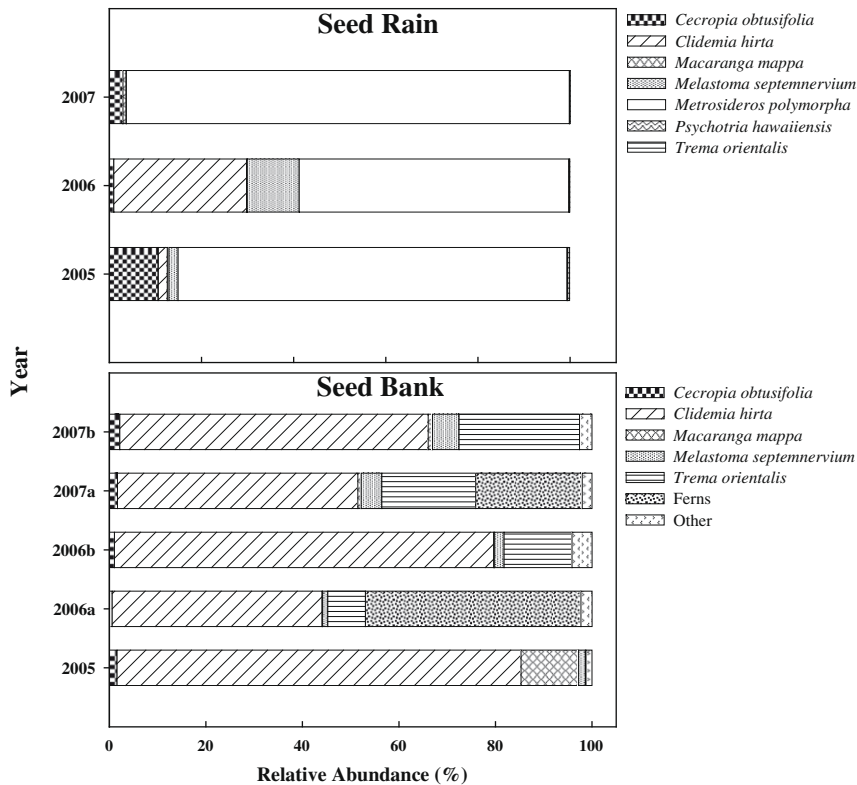 Seed Rain
2007
2006
2005
Cecropia obtusifolia
Clidemia hirta
Macaranga mappa
Melastoma septemnervium
Metrosideros polymorpha
Psychotria hawaiiensis
Trema orientalis
Year
Seed Bank
2007b
2007a
2006b
2006a
2005
0 20 40 60 80 100
Relative Abundance (%)
Cecropia obtusifolia
Clidemia hirta
Macaranga mappa
Melastoma septemnervium
Trema orientalis
Ferns
Other